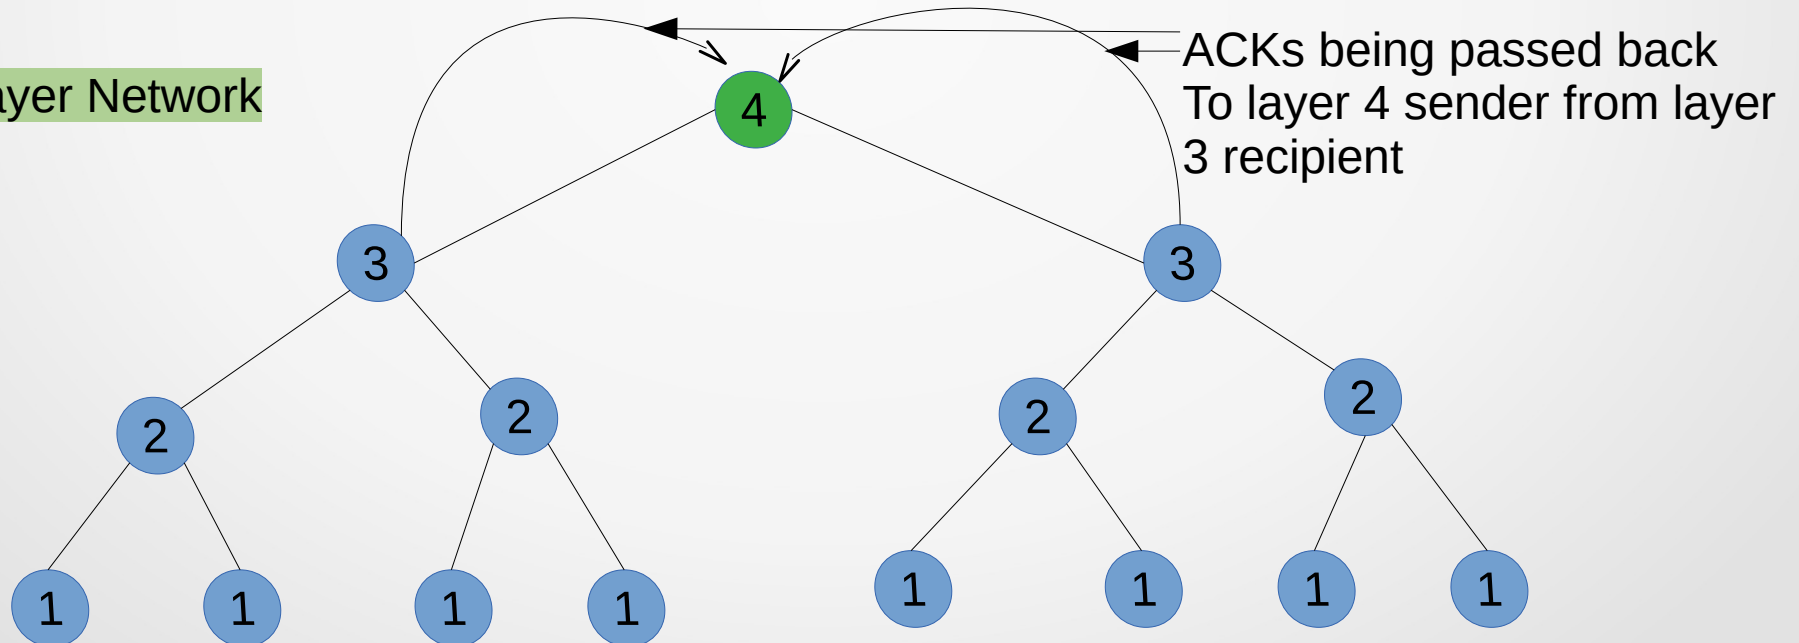 ayer Network
ACKs being passed back
To layer 4 sender from layer
3 recipient
4
3 3
2 2 2 2
1 1 1 1 1 1 1 1